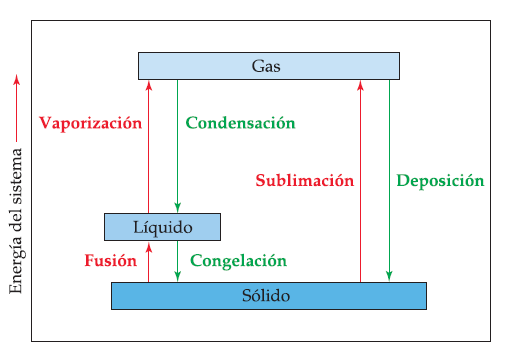 Gas
Vaporización
Condensación
Sublimación
Deposición
Líquido
Fusión
Congelación
Sólido
Energía del sistema